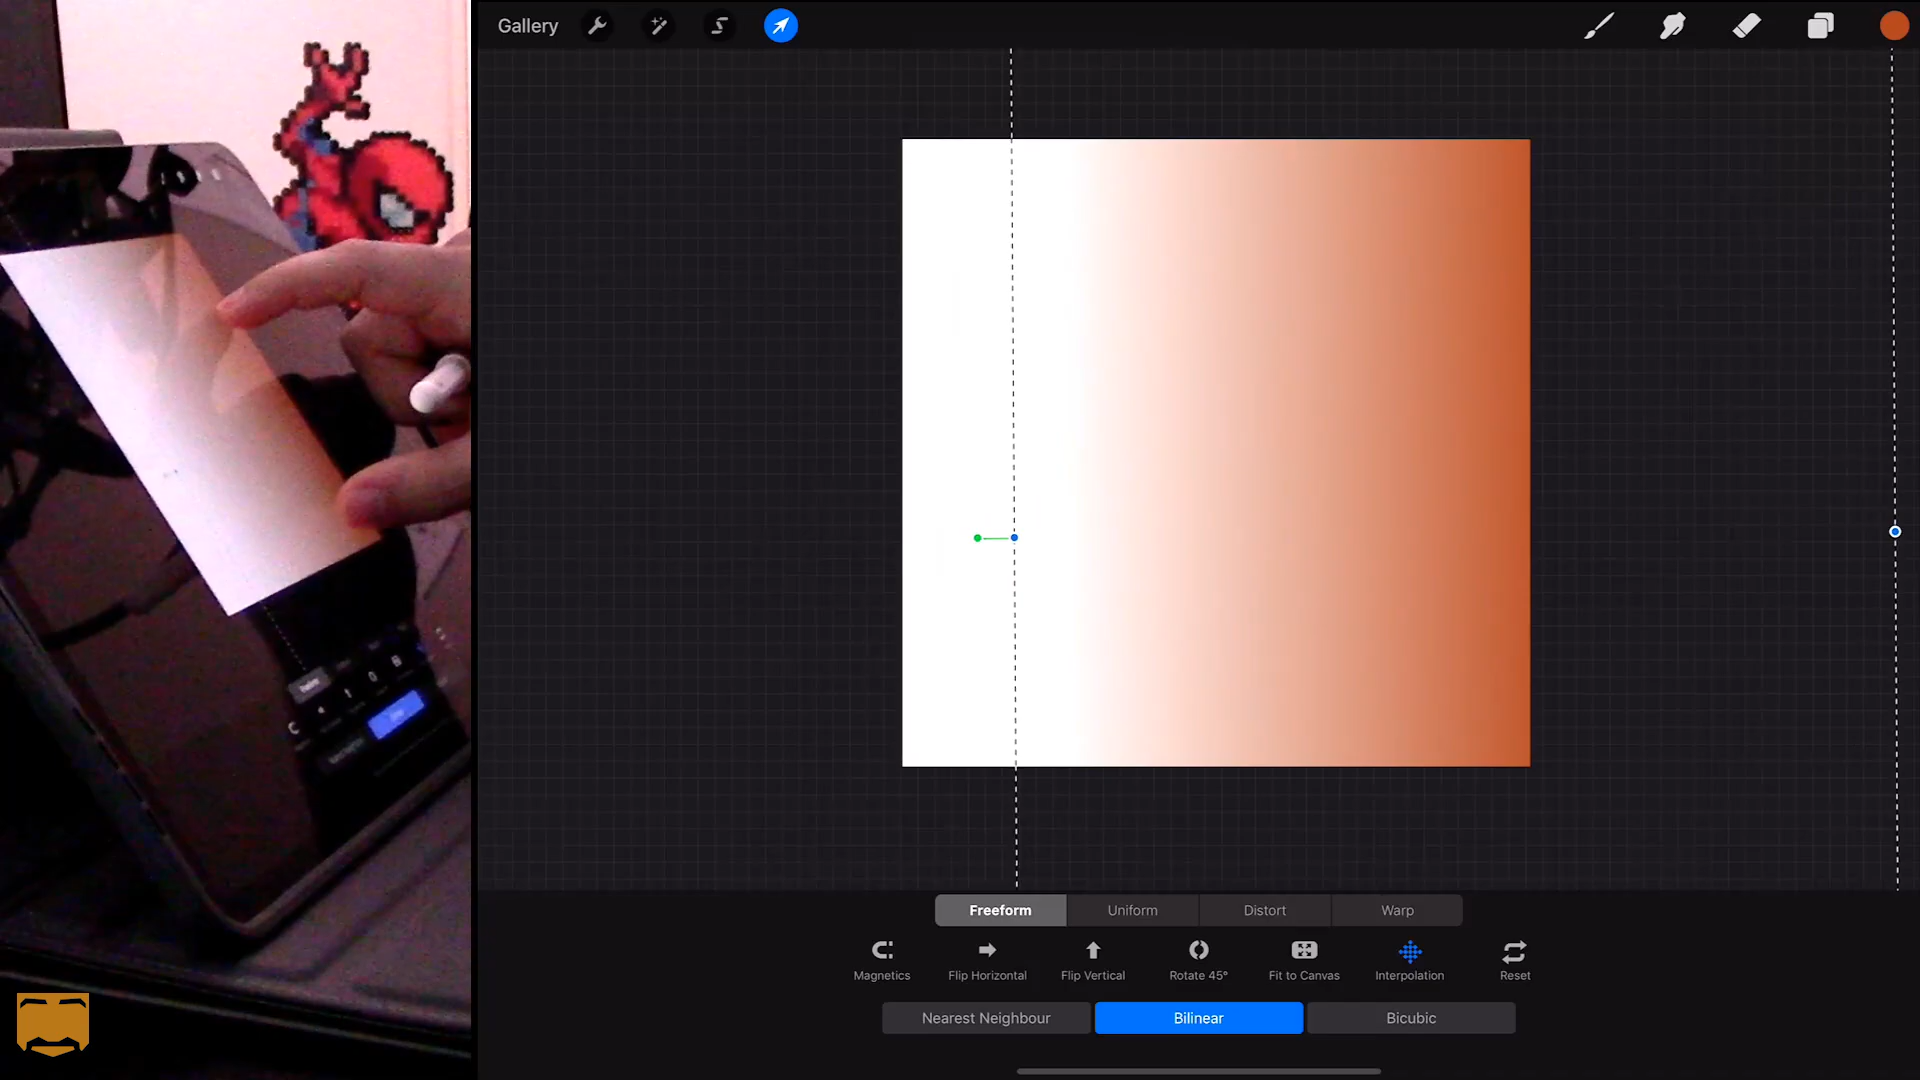 Gallery
Freeform Uniform Distort Warp
Magnetics Flip Horizontal Flip Vertical Rotate 45° Fit to Canvas Interpolation Reset
Nearest Neighbour Bilinear Bicubic